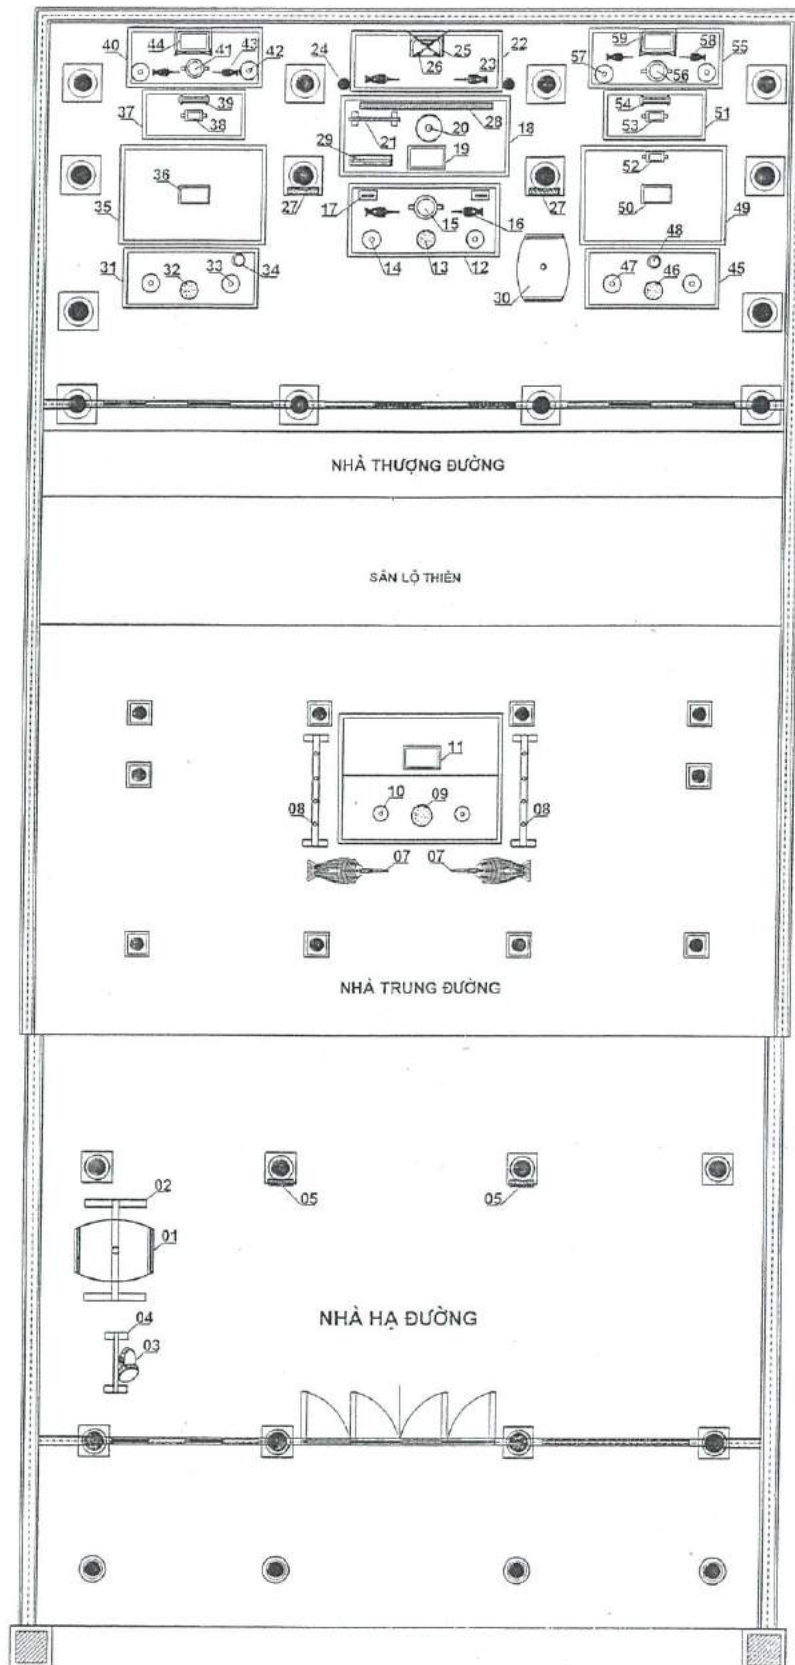 40 44 41 43 42
24 25 22
26 23
59 58 55
57 56
37 39
38
28 18
21 20
54 51
53
29 19
52
35 36
27 17 15 16 27
50 49
14 13 12
30
31 32 33 34
48
47 46 45
NHÀ THƯỢNG ĐƯỜNG
SÂN LỘ THIÊN
11
10 09
08 08
07 07
NHÀ TRUNG ĐƯỜNG
02
05 05
01
NHÀ HẠ ĐƯỜNG
04
03